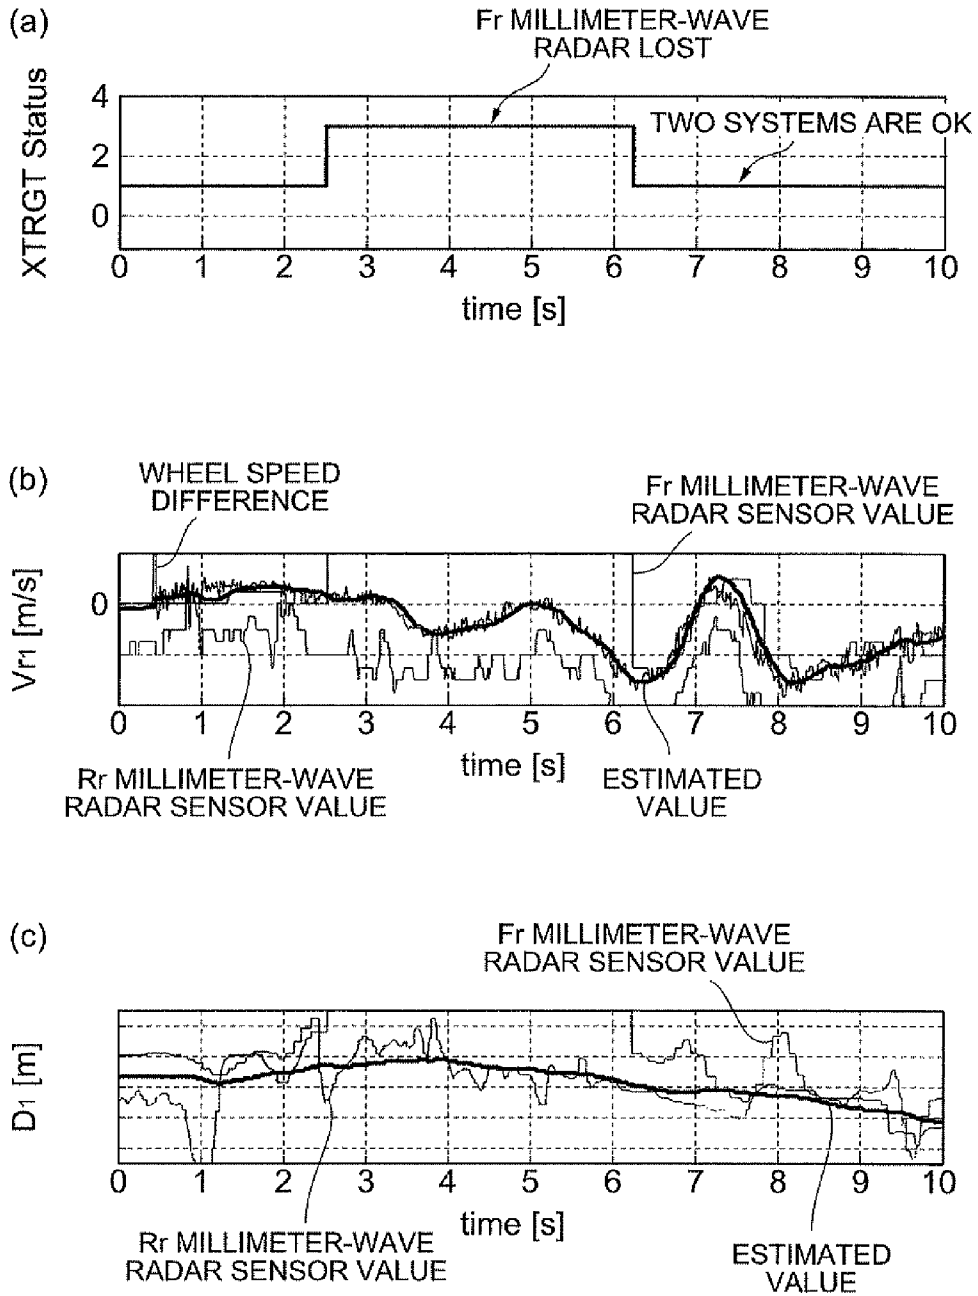 (a)
Fr MILLIMETER-WAVE
RADAR LOST
XTRGT Status
4
2
0
TWO SYSTEMS ARE OK
0 1 2 3 4 5 6 7 8 9 10
time [s]
(b)
WHEEL SPEED
DIFFERENCE
Fr MILLIMETER-WAVE
RADAR SENSOR VALUE
Vr1 [m/s]
0
0 1 2 3 4 5 6 7 8 9 10
time [s]
Rr MILLIMETER-WAVE
RADAR SENSOR VALUE
ESTIMATED
VALUE
(c)
Fr MILLIMETER-WAVE
RADAR SENSOR VALUE
D1 [m]
0 1 2 3 4 5 6 7 8 9 10
time [s]
Rr MILLIMETER-WAVE
RADAR SENSOR VALUE
ESTIMATED
VALUE